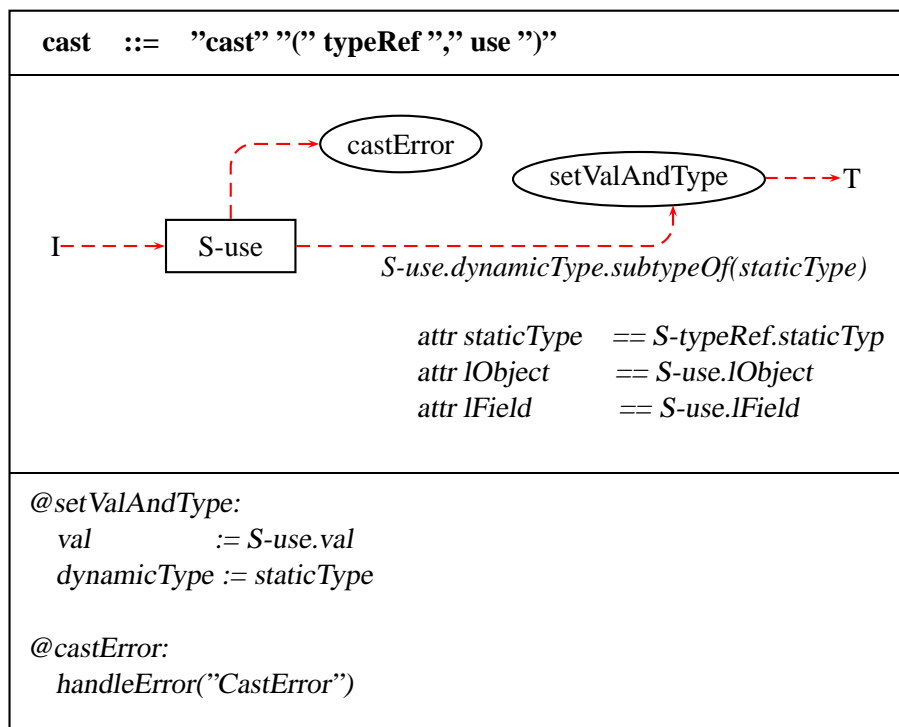 cast ::= ”cast” ”(” typeRef ”,” use ”)”
castError
setValAndType
T
I
S-use
S-use.dynamicType.subtypeOf(staticType)
attr staticType == S-typeRef.staticTyp
attr lObject == S-use.lObject
attr lField == S-use.lField
@setValAndType:
val := S-use.val
dynamicType := staticType
@castError:
handleError(”CastError”)